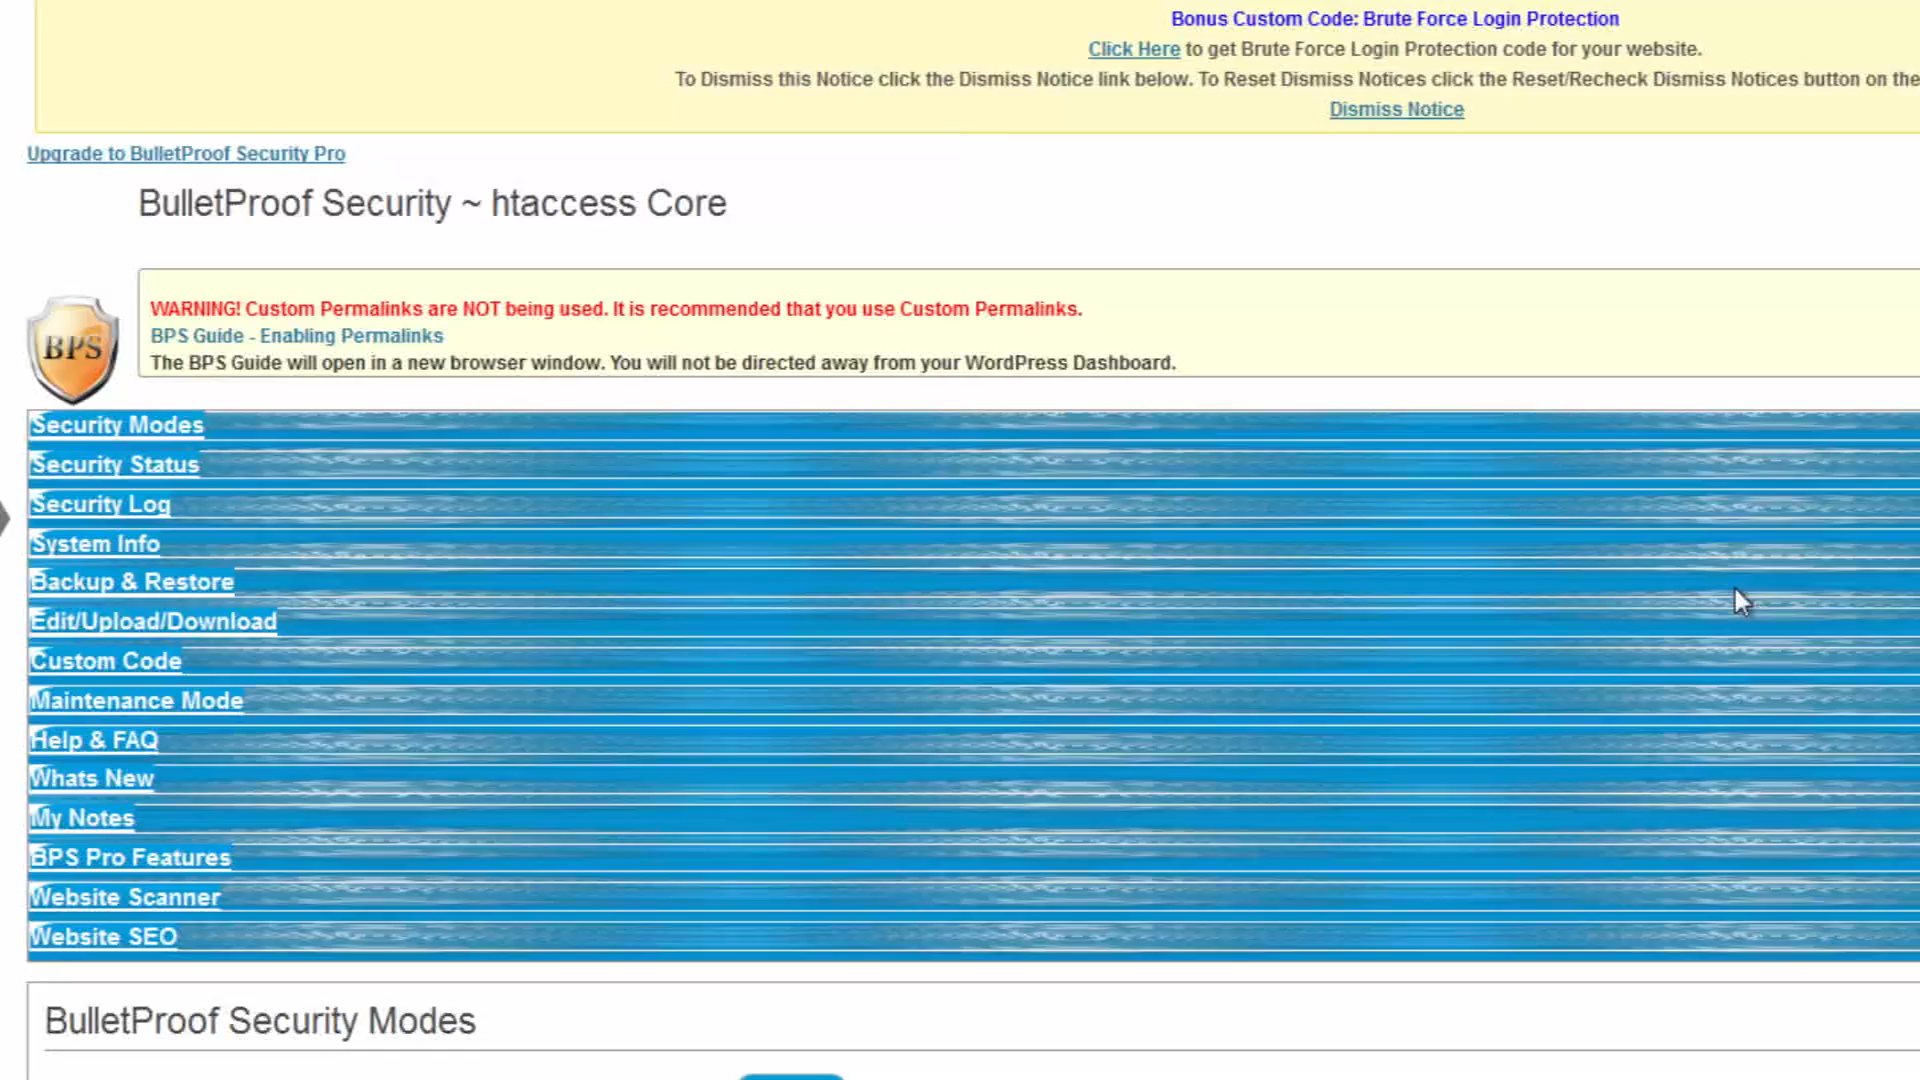 Bonus Custom Code: Brute Force Login Protection
Click Here to get Brute Force Login Protection code for your website.
To Dismiss this Notice click the Dismiss Notice link below. To Reset Dismiss Notices click the Reset/Recheck Dismiss Notices button on the
Dismiss Notice
Upgrade to BulletProof Security Pro
BulletProof Security ~ htaccess Core
BPS
WARNING! Custom Permalinks are NOT being used. It is recommended that you use Custom Permalinks.
BPS Guide - Enabling Permalinks
The BPS Guide will open in a new browser window. You will not be directed away from your WordPress Dashboard.
Security Modes
Security Status
Security Log
System Info
Backup & Restore
Edit/Upload/Download
Custom Code
Maintenance Mode
Help & FAQ
Whats New
My Notes
BPS Pro Features
Website Scanner
Website SEO
BulletProof Security Modes